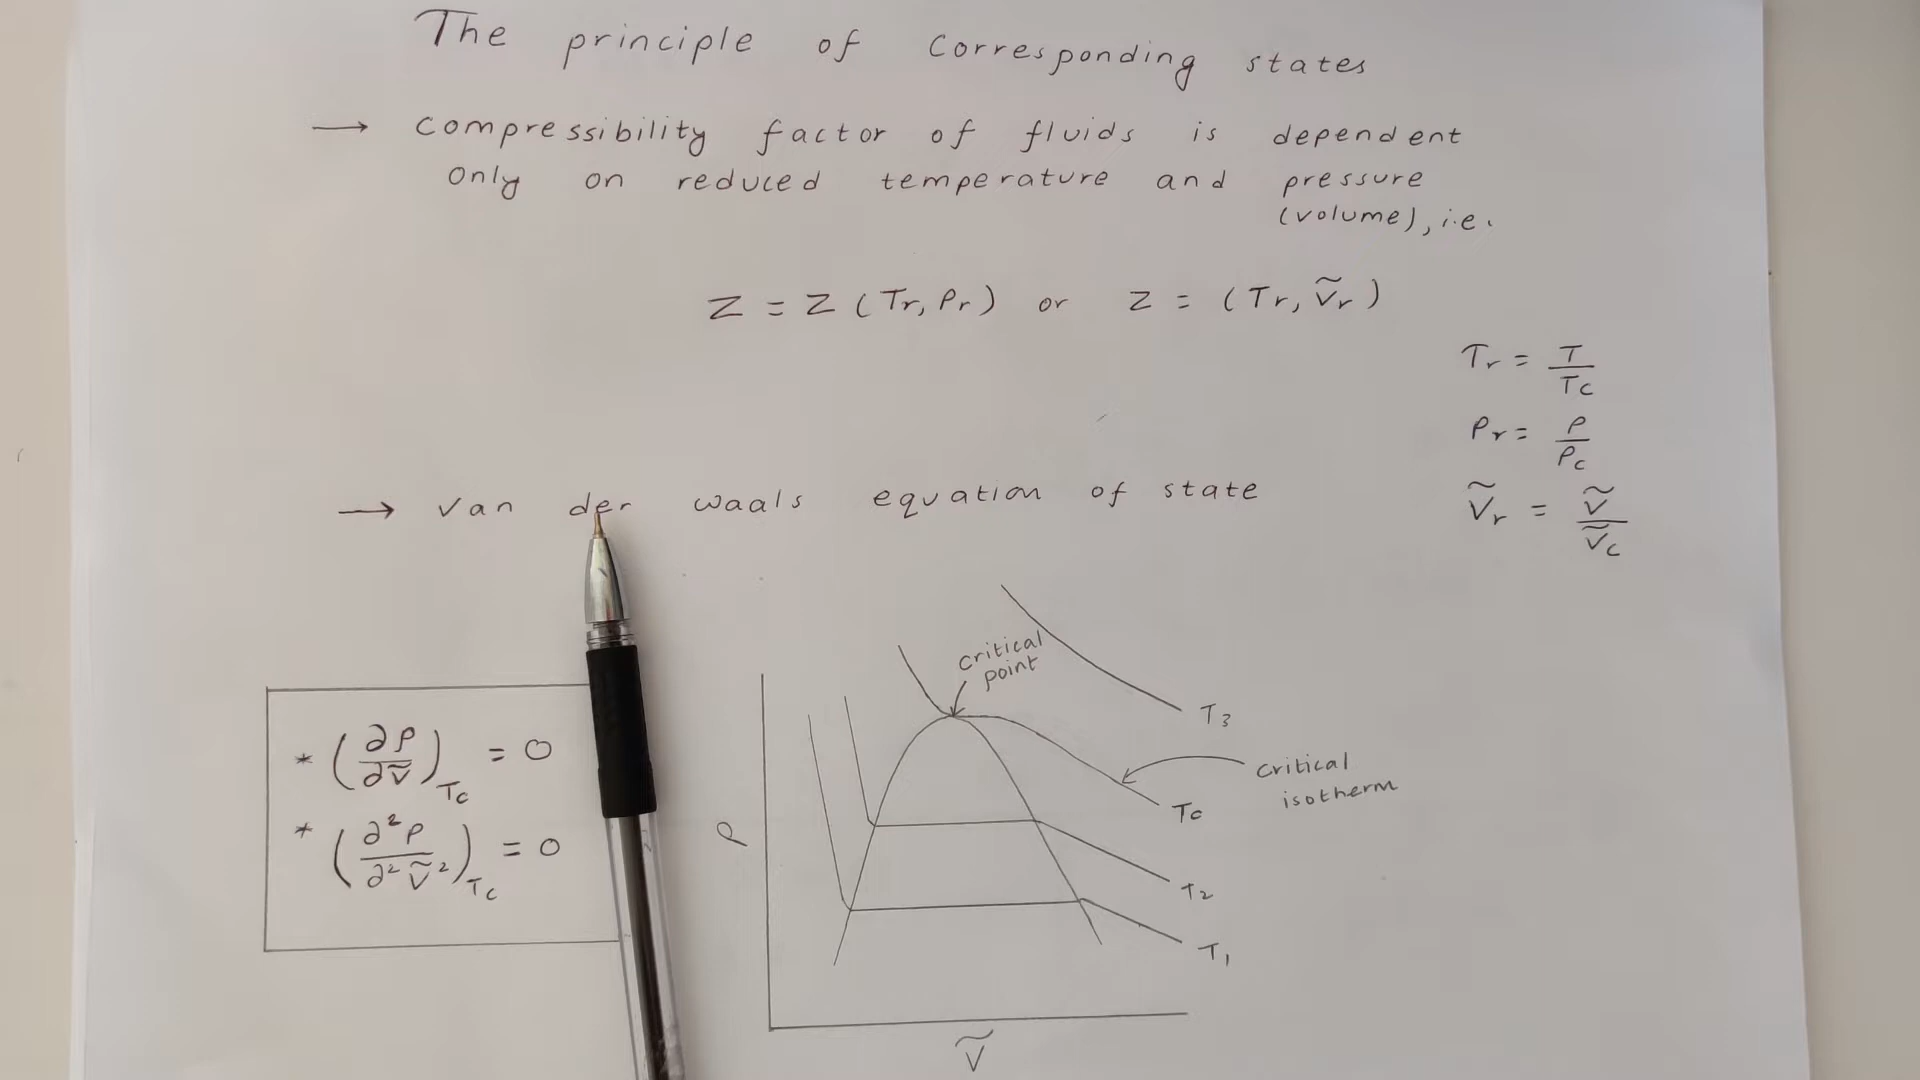 The principle of corresponding states
→ compressibility factor of fluids is dependent
only on reduced temperature and pressure
(volume), i.e.
Z = Z (Tr, Pr) or Z = (Tr, Ṽr)
Tr = T/Tc
Pr = P/Pc
Ṽr = Ṽ/Ṽc
→ van der waals equation of state
* (∂P/∂Ṽ)Tc = 0
* (∂²P/∂²Ṽ²)Tc = 0
critical
point
T3
critical
isotherm
Tc
P
T2
T1
Ṽ